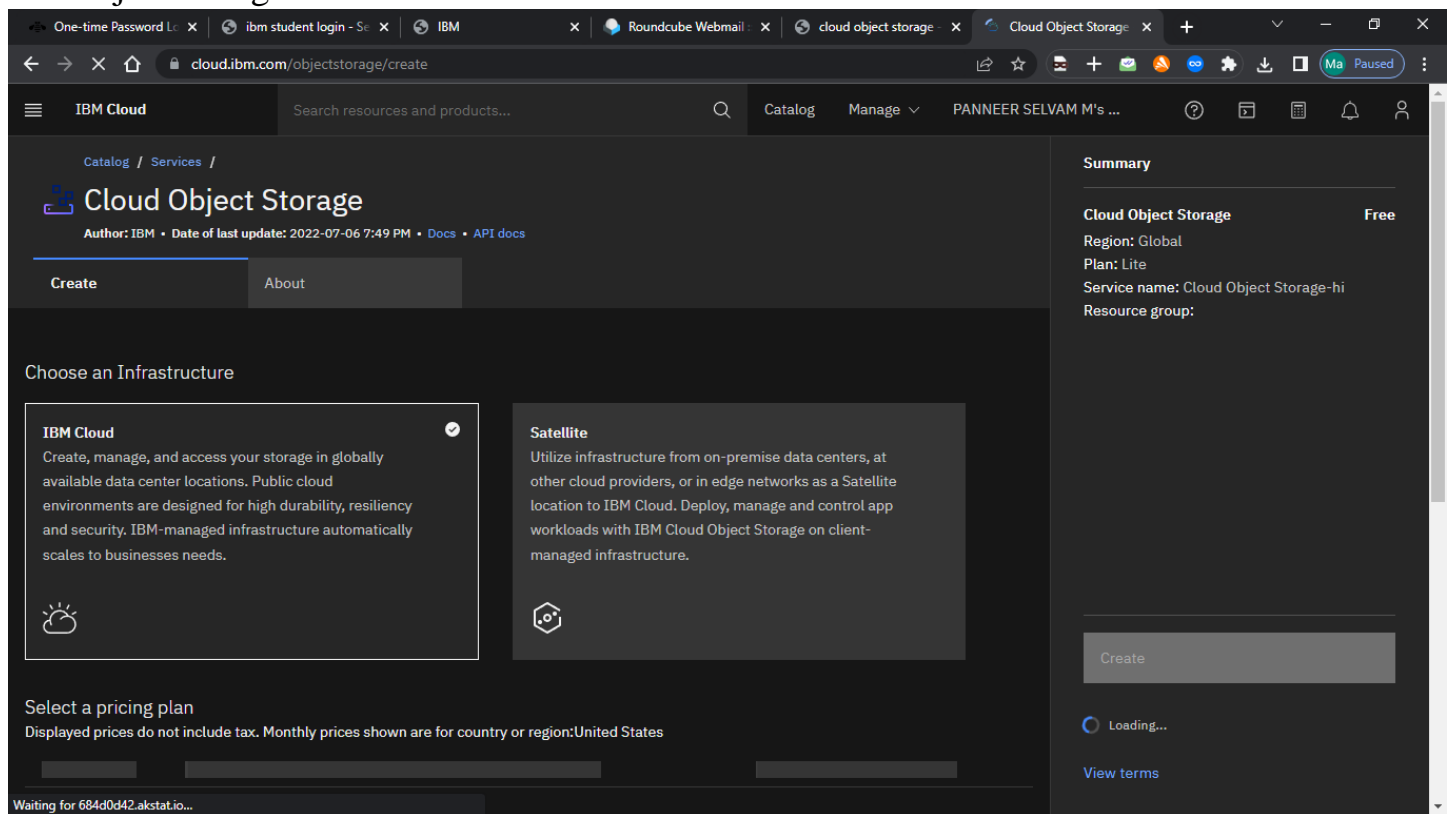 One-time Password Lo
ibm student login - Se
IBM
Roundcube Webmail :
cloud object storage -
Cloud Object Storage
cloud.ibm.com/objectstorage/create
Ma Paused
IBM Cloud
Search resources and products...
Catalog
Manage
PANNEER SELVAM M's ...
Catalog / Services /
Cloud Object Storage
Author: IBM • Date of last update: 2022-07-06 7:49 PM • Docs • API docs
Create
About
Choose an Infrastructure
IBM Cloud
Create, manage, and access your storage in globally
available data center locations. Public cloud
environments are designed for high durability, resiliency
and security. IBM-managed infrastructure automatically
scales to businesses needs.
Satellite
Utilize infrastructure from on-premise data centers, at
other cloud providers, or in edge networks as a Satellite
location to IBM Cloud. Deploy, manage and control app
workloads with IBM Cloud Object Storage on client-
managed infrastructure.
Select a pricing plan
Displayed prices do not include tax. Monthly prices shown are for country or region:United States
Waiting for 684d0d42.akstat.io...
Summary
Cloud Object Storage Free
Region: Global
Plan: Lite
Service name: Cloud Object Storage-hi
Resource group:
Create
Loading...
View terms